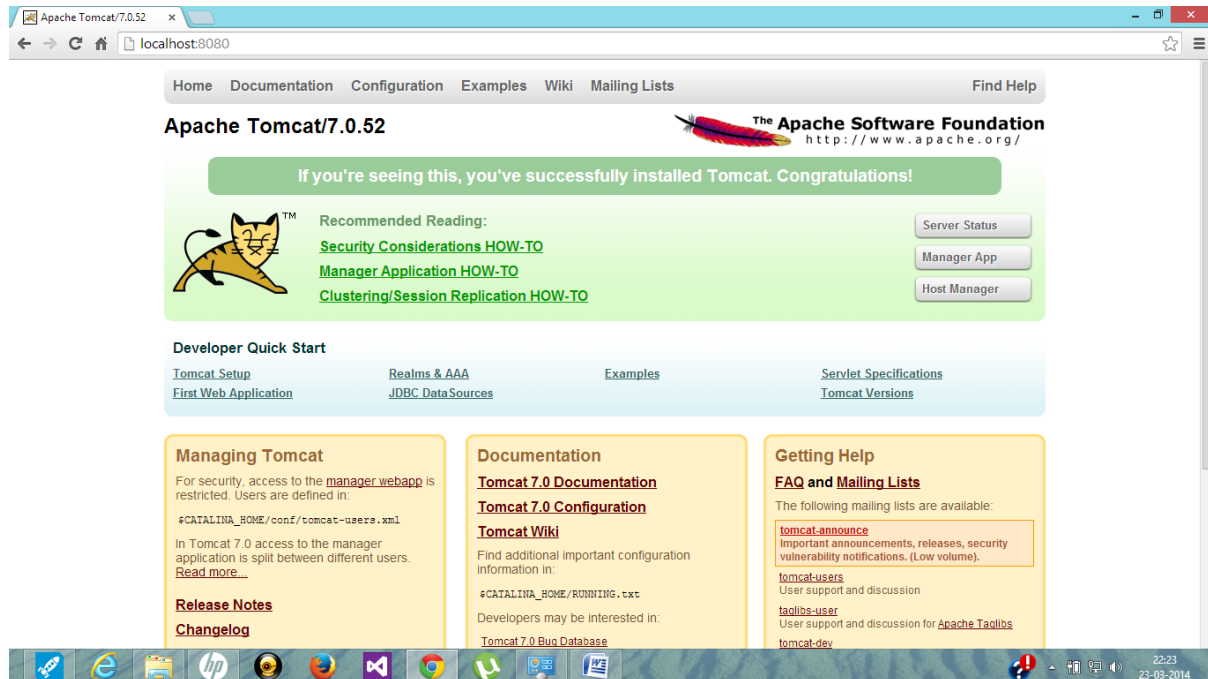 Apache Tomcat/7.0.52
localhost:8080
Home Documentation Configuration Examples Wiki Mailing Lists Find Help
Apache Tomcat/7.0.52
The Apache Software Foundation
http://www.apache.org/
If you're seeing this, you've successfully installed Tomcat. Congratulations!
TM
Recommended Reading:
Security Considerations HOW-TO
Manager Application HOW-TO
Clustering/Session Replication HOW-TO
Server Status
Manager App
Host Manager
Developer Quick Start
Tomcat Setup
First Web Application
Realms & AAA
JDBC DataSources
Examples
Servlet Specifications
Tomcat Versions
Managing Tomcat
For security, access to the manager webapp is
restricted. Users are defined in:
$CATALINA_HOME/conf/tomcat-users.xml
In Tomcat 7.0 access to the manager
application is split between different users.
Read more...
Release Notes
Changelog
Documentation
Tomcat 7.0 Documentation
Tomcat 7.0 Configuration
Tomcat Wiki
Find additional important configuration
information in:
$CATALINA_HOME/RUNNING.txt
Developers may be interested in:
Tomcat 7.0 Bug Database
Getting Help
FAQ and Mailing Lists
The following mailing lists are available:
tomcat-announce
Important announcements, releases, security
vulnerability notifications. (Low volume).
tomcat-users
User support and discussion
taglibs-user
User support and discussion for Apache Taglibs
tomcat-dev
hp
22:23
23-03-2014